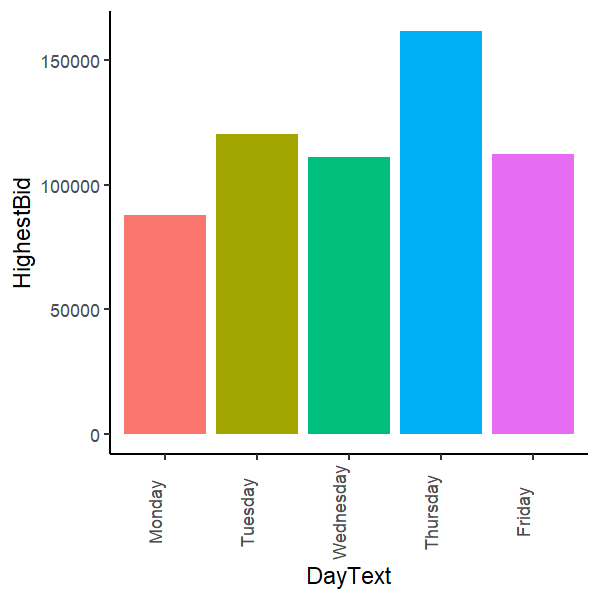 HighestBid
150000
100000
50000
0
Monday
Tuesday
Wednesday
Thursday
Friday
DayText